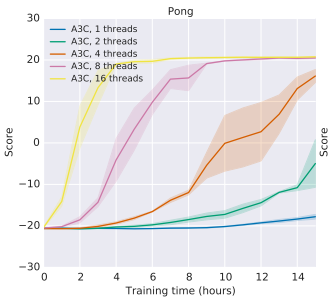 Pong
30
20
10
0
−10
−20
−30
Score
A3C, 1 threads
A3C, 2 threads
A3C, 4 threads
A3C, 8 threads
A3C, 16 threads
0 2 4 6 8 10 12 14
Training time (hours)
Score